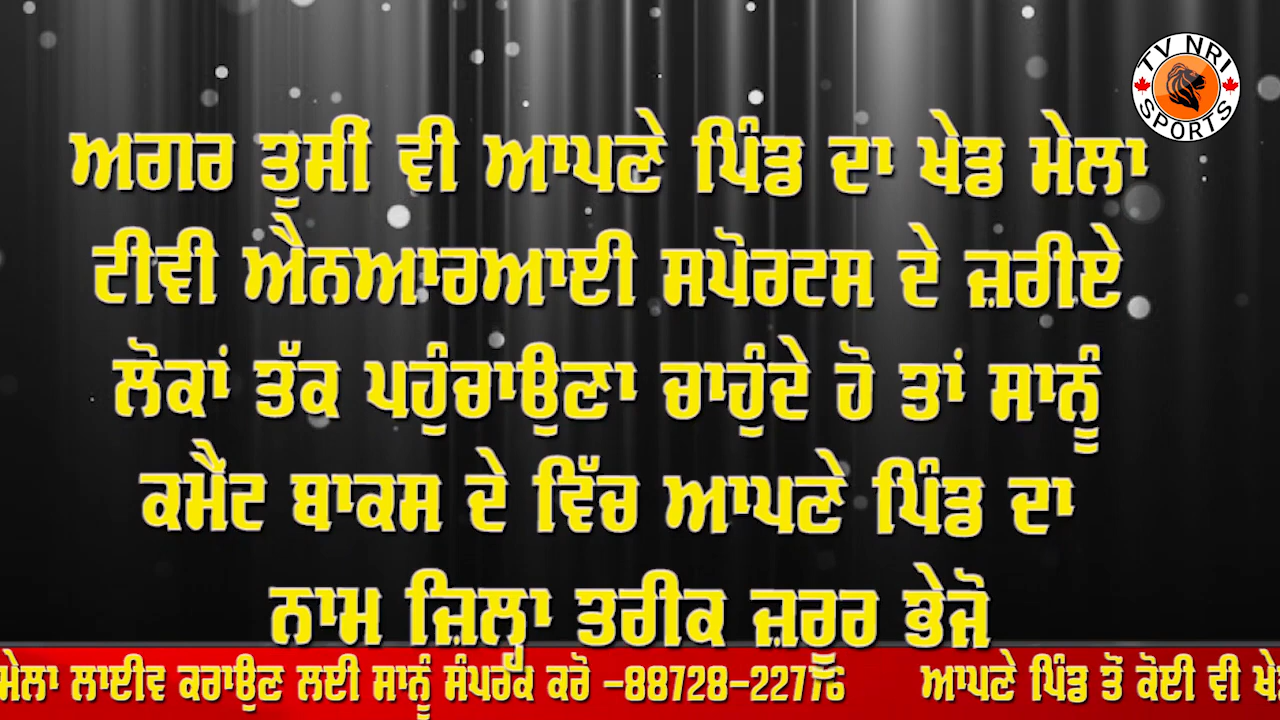 TV NRI
SPORTS
ਅਗਰ ਤੁਸੀਂ ਵੀ ਆਪਣੇ ਪਿੰਡ ਦਾ ਖੇਡ ਮੇਲਾ
ਟੀਵੀ ਐਨਆਰਆਈ ਸਪੋਰਟਸ ਦੇ ਜ਼ਰੀਏ
ਲੋਕਾਂ ਤੱਕ ਪਹੁੰਚਾਉਣਾ ਚਾਹੁੰਦੇ ਹੋ ਤਾਂ ਸਾਨੂੰ
ਕਮੈਂਟ ਬਾਕਸ ਦੇ ਵਿੱਚ ਆਪਣੇ ਪਿੰਡ ਦਾ
ਨਾਮ ਜ਼ਿਲ੍ਹਾ ਤਰੀਕ ਜ਼ਰੂਰ ਭੇਜੋ
ਮੇਲਾ ਲਾਈਵ ਕਰਾਉਣ ਲਈ ਸਾਨੂੰ ਸੰਪਰਕ ਕਰੋ -88728-22776 ਆਪਣੇ ਪਿੰਡ ਤੋਂ ਕੋਈ ਵੀ